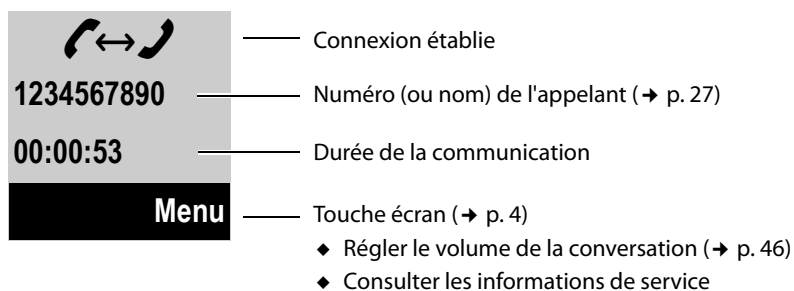 Connexion établie
1234567890 Numéro (ou nom) de l'appelant (➜ p. 27)
00:00:53 Durée de la communication
Menu Touche écran (➜ p. 4)
◆ Régler le volume de la conversation (➜ p. 46)
◆ Consulter les informations de service